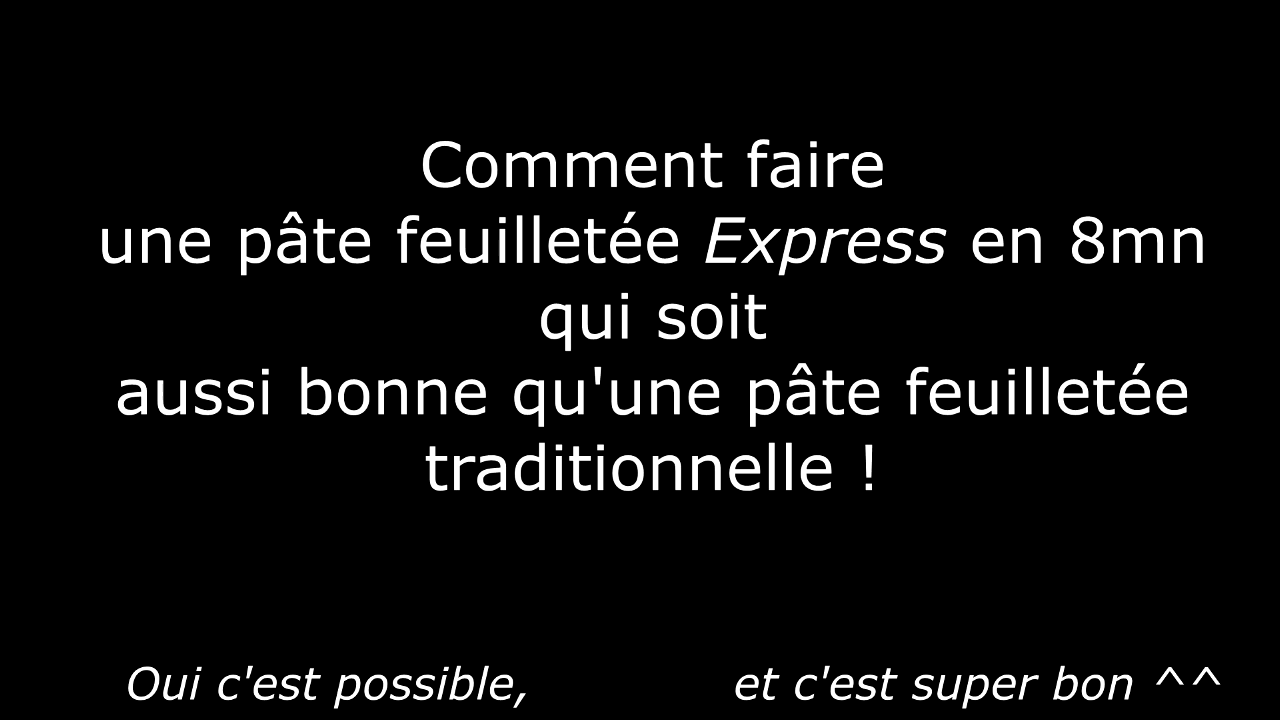 Comment faire
une pâte feuilletée Express en 8mn
qui soit
aussi bonne qu'une pâte feuilletée
traditionnelle !
Oui c'est possible, et c'est super bon ^^